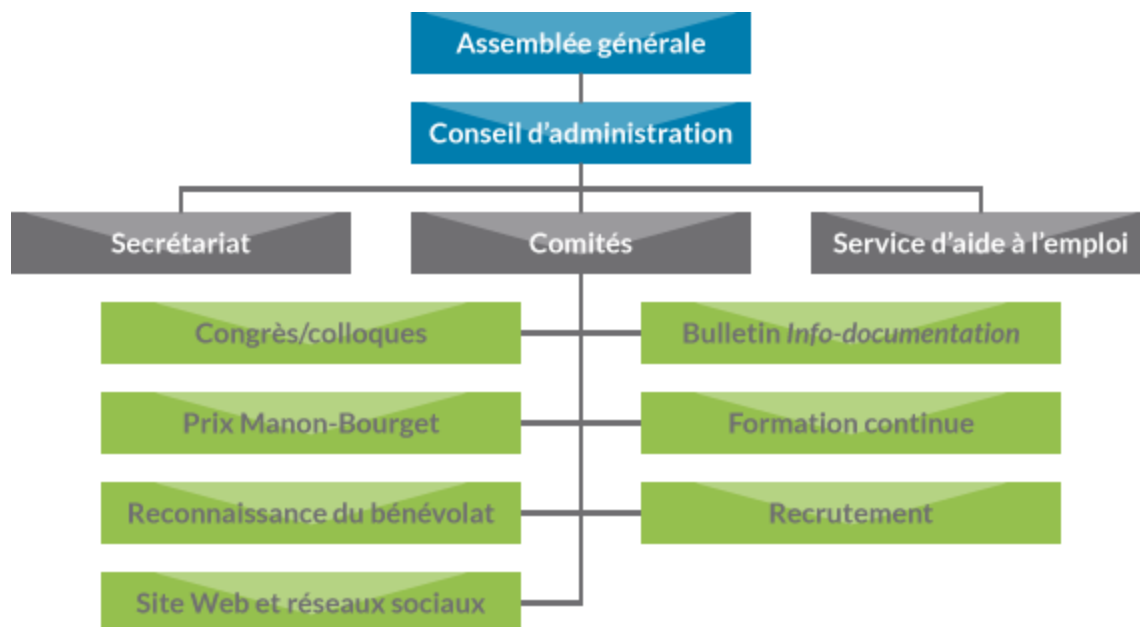 Assemblée générale
Conseil d’administration
Secrétariat
Comités
Service d’aide à l’emploi
Congrès/colloques
Bulletin Info-documentation
Prix Manon-Bourget
Formation continue
Reconnaissance du bénévolat
Recrutement
Site Web et réseaux sociaux